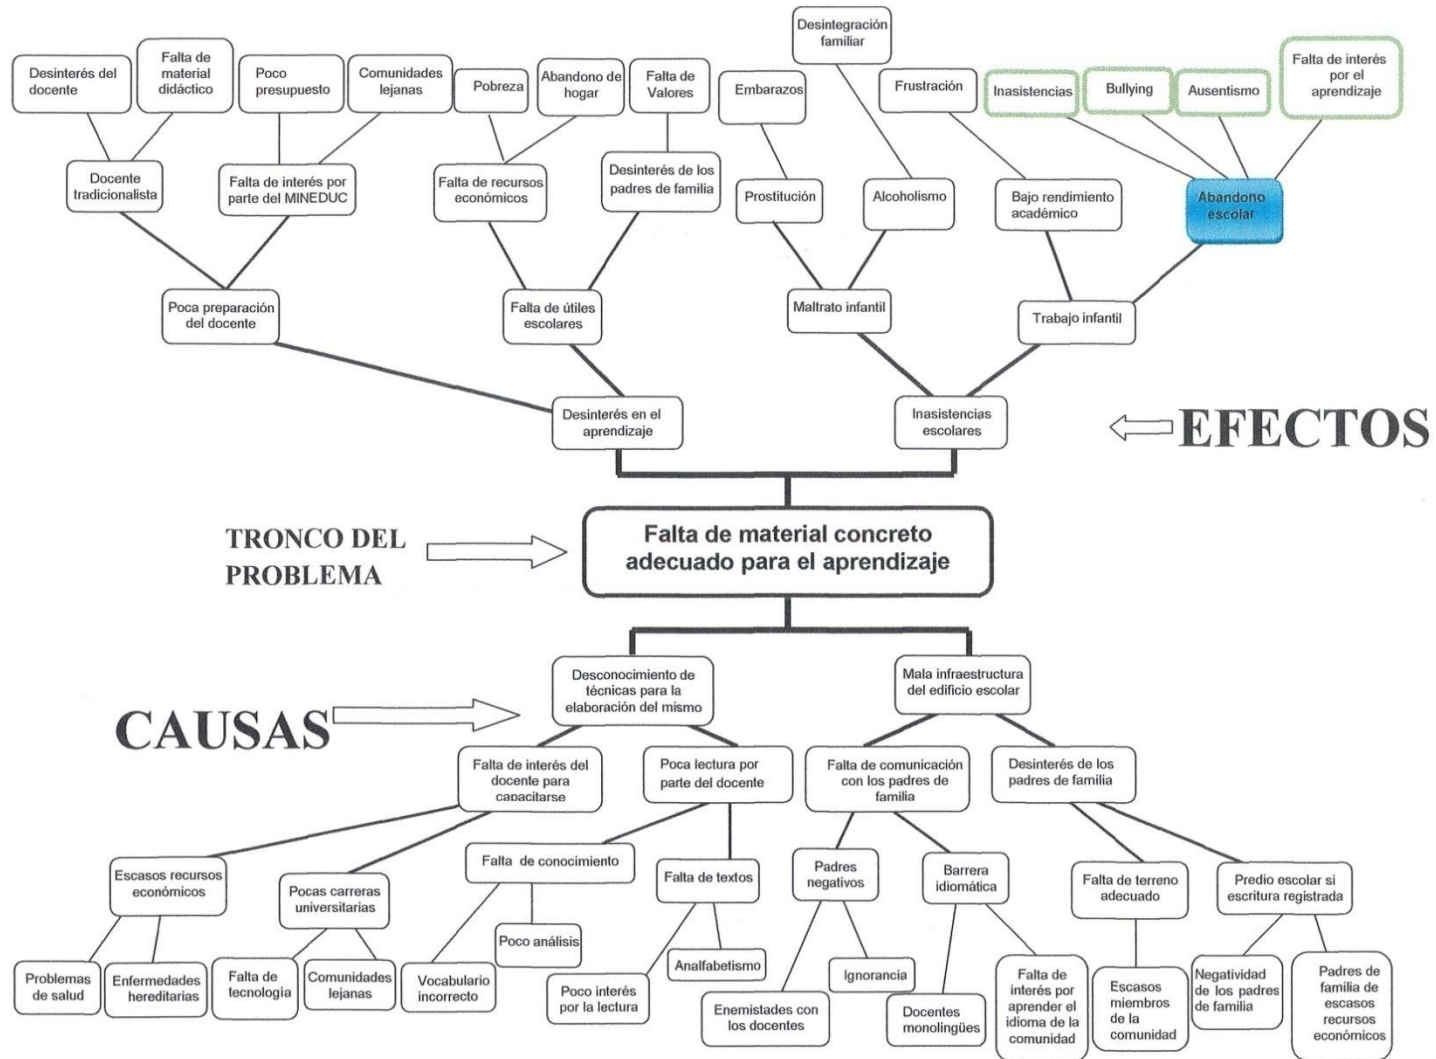 Desintegración
familiar
Desinterés del
docente
Falta de
material
didáctico
Poco
presupuesto
Comunidades
lejanas
Pobreza
Abandono de
hogar
Falta de
Valores
Embarazos
Frustración
Inasistencias
Bullying
Ausentismo
Falta de interés
por el
aprendizaje
Docente
tradicionalista
Falta de interés por
parte del MINEDUC
Falta de recursos
económicos
Desinterés de los
padres de familia
Prostitución
Alcoholismo
Bajo rendimiento
académico
Abandono
escolar
Poca preparación
del docente
Falta de útiles
escolares
Maltrato infantil
Trabajo infantil
Desinterés en el
aprendizaje
Inasistencias
escolares
EFECTOS
TRONCO DEL
PROBLEMA
Falta de material concreto
adecuado para el aprendizaje
CAUSAS
Desconocimiento de
técnicas para la
elaboración del mismo
Mala infraestructura
del edificio escolar
Falta de interés del
docente para
capacitarse
Poca lectura por
parte del docente
Falta de comunicación
con los padres de
familia
Desinterés de los
padres de familia
Escasos recursos
económicos
Pocas carreras
universitarias
Falta de conocimiento
Falta de textos
Padres
negativos
Barrera
idiomática
Falta de terreno
adecuado
Predio escolar si
escritura registrada
Problemas
de salud
Enfermedades
hereditarias
Falta de
tecnología
Comunidades
lejanas
Vocabulario
incorrecto
Poco análisis
Poco interés
por la lectura
Analfabetismo
Enemistades con
los docentes
Ignorancia
Docentes
monolingües
Falta de
interés por
aprender el
idioma de la
comunidad
Escasos
miembros
de la
comunidad
Negatividad
de los padres
de familia
Padres de
familia de
escasos
recursos
económicos